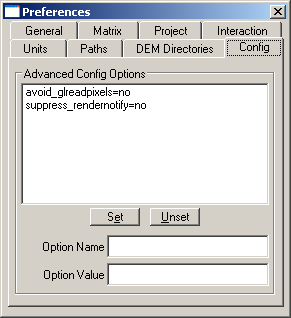 Preferences
General Matrix Project Interaction
Units Paths DEM Directories Config
Advanced Config Options
avoid_glreadpixels=no
suppress_rendernotify=no
Set Unset
Option Name
Option Value